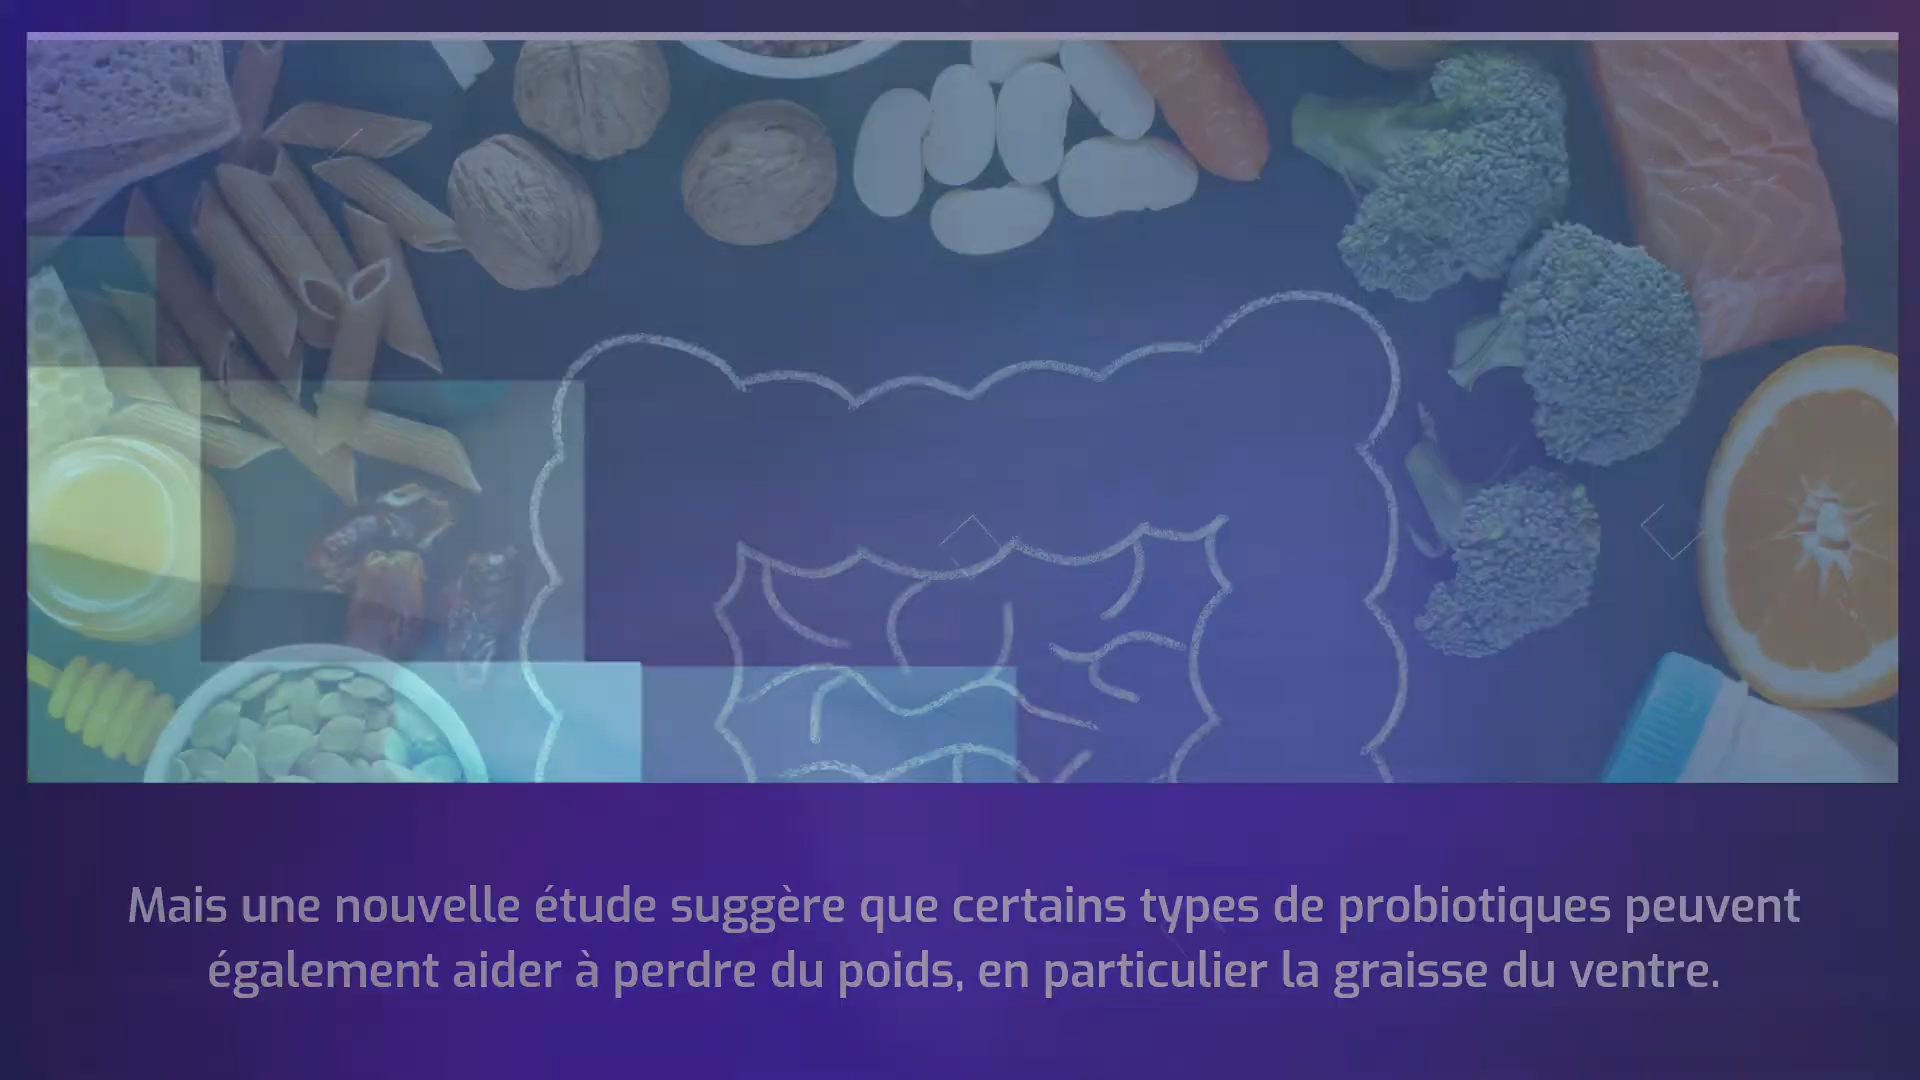 Mais une nouvelle étude suggère que certains types de probiotiques peuvent
également aider à perdre du poids, en particulier la graisse du ventre.